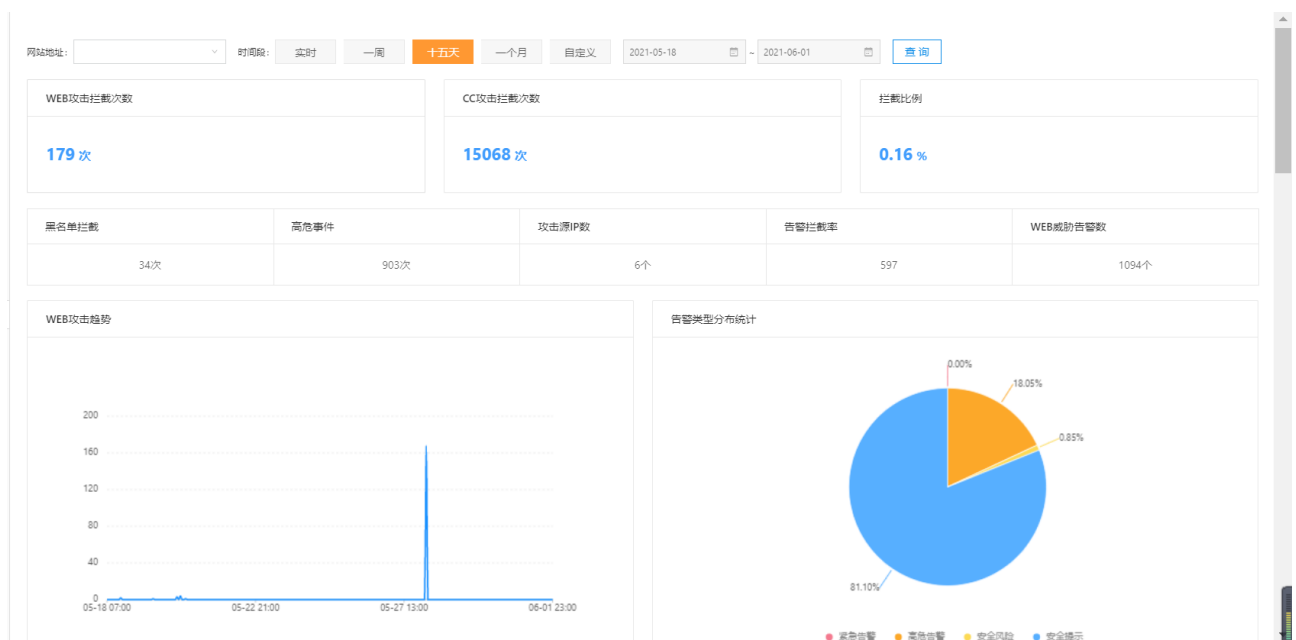 网站地址: 时间段: 实时 一周 十五天 一个月 自定义 2021-05-18 ~ 2021-06-01 查询
WEB攻击拦截次数
179 次
CC攻击拦截次数
15068 次
拦截比例
0.16 %
黑名单拦截 高危事件 攻击源IP数 告警拦截率 WEB威胁告警数
34次 903次 6个 597 1094个
WEB攻击趋势
200
160
120
80
40
0
05-18 07:00 05-22 21:00 05-27 13:00 06-01 23:00
告警类型分布统计
0.00%
18.05%
0.85%
81.10%
紧急告警 高危告警 安全风险 安全提示